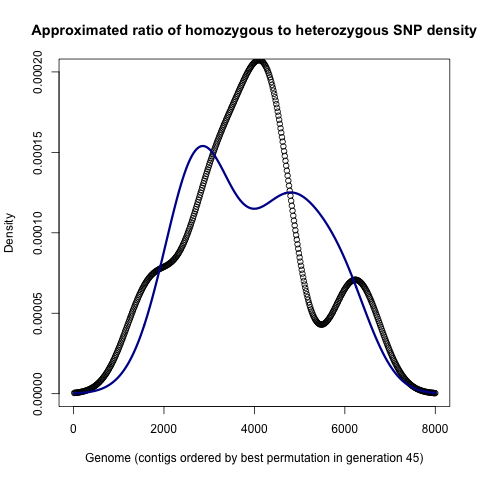 Approximated ratio of homozygous to heterozygous SNP density
Density
0.00020
0.00015
0.00010
0.00005
0.00000
0 2000 4000 6000 8000
Genome (contigs ordered by best permutation in generation 45)